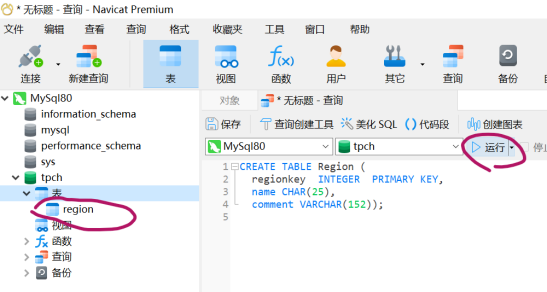 * 无标题 - 查询 - Navicat Premium
文件 编辑 查看 查询 格式 收藏夹 工具 窗口 帮助
连接 新建查询 表 视图 函数 用户 其它 查询 备份
MySql80
information_schema
mysql
performance_schema
sys
tpch
表
region
视图
函数
查询
备份
对象 * 无标题 - 查询
保存 查询创建工具 美化 SQL () 代码段 创建图表
MySql80 tpch 运行 停止
1 CREATE TABLE Region (
2 regionkey INTEGER PRIMARY KEY,
3 name CHAR(25),
4 comment VARCHAR(152));
5